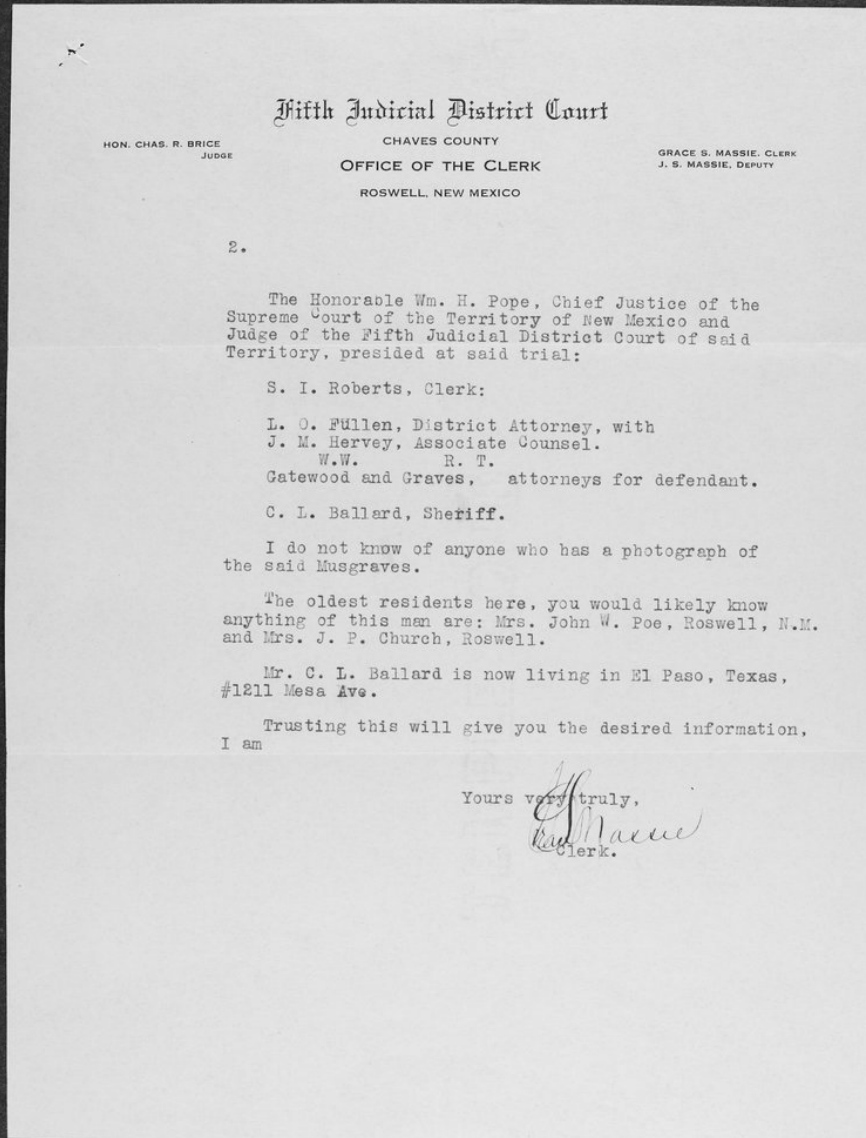 Fifth Judicial District Court
CHAVES COUNTY
HON. CHAS. R. BRICE
JUDGE
OFFICE OF THE CLERK
GRACE S. MASSIE, CLERK
J. S. MASSIE, DEPUTY
ROSWELL, NEW MEXICO
2.
The Honorable Wm. H. Pope, Chief Justice of the
Supreme Court of the Territory of New Mexico and
Judge of the Fifth Judicial District Court of said
Territory, presided at said trial:
S. I. Roberts, Clerk:
L. O. Fullen, District Attorney, with
J. M. Hervey, Associate Counsel.
W.W. R. T.
Gatewood and Graves, attorneys for defendant.
C. L. Ballard, Sheriff.
I do not know of anyone who has a photograph of
the said Musgraves.
The oldest residents here, you would likely know
anything of this man are: Mrs. John W. Poe, Roswell, N.M.
and Mrs. J. P. Church, Roswell.
Mr. C. L. Ballard is now living in El Paso, Texas,
#1211 Mesa Ave.
Trusting this will give you the desired information,
I am
Yours very truly,
Massie
Clerk.